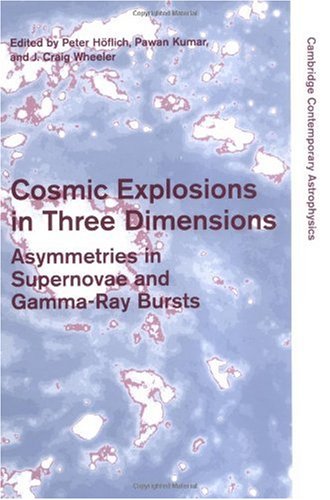 Edited by Peter Höflich, Pawan Kumar,
and J. Craig Wheeler
Cosmic Explosions
in Three Dimensions
Asymmetries in
Supernovae and
Gamma-Ray Bursts
Cambridge Contemporary Astrophysics